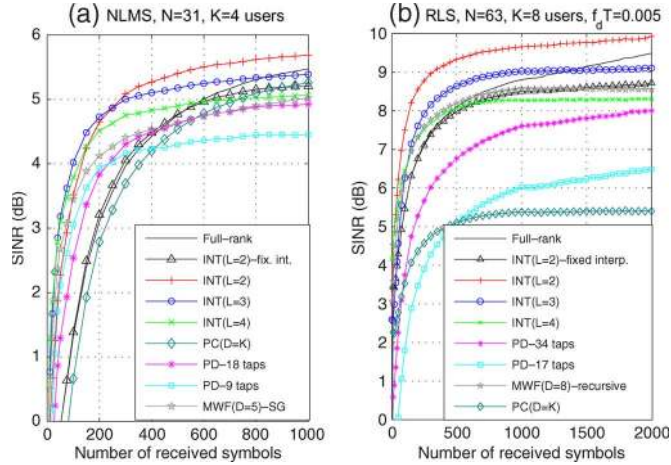 (a) NLMS, N=31, K=4 users
6
5
4
3
2
1
0
SINR (dB)
Full-rank
INT(L=2)-fix. int.
INT(L=2)
INT(L=3)
INT(L=4)
PC(D=K)
PD-18 taps
PD-9 taps
MWF(D=5)-SG
200 400 600 800 1000
Number of received symbols
(b) RLS, N=63, K=8 users, fdT=0.005
10
9
8
7
6
5
4
3
2
1
0
SINR (dB)
Full-rank
INT(L=2)-fixed interp.
INT(L=2)
INT(L=3)
INT(L=4)
PD-34 taps
PD-17 taps
MWF(D=8)-recursive
PC(D=K)
0 500 1000 1500 2000
Number of received symbols